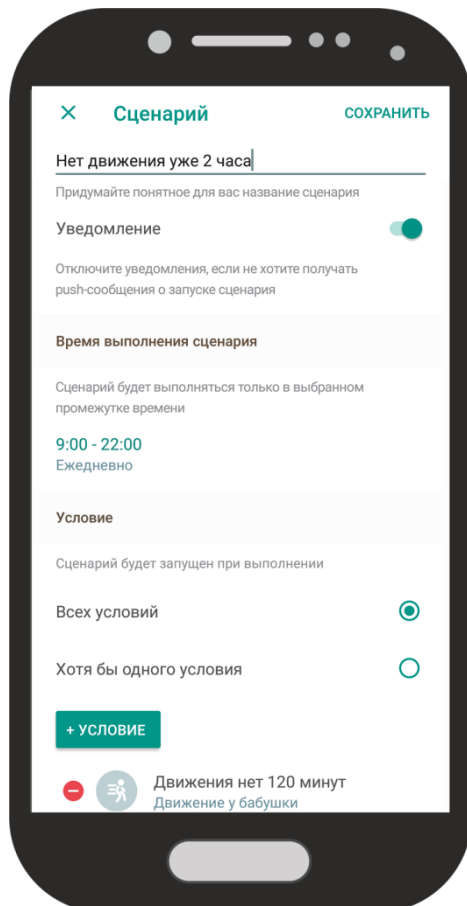 Сценарий
СОХРАНИТЬ
Нет движения уже 2 часа
Придумайте понятное для вас название сценария
Уведомление
Отключите уведомления, если не хотите получать
push-сообщения о запуске сценария
Время выполнения сценария
Сценарий будет выполняться только в выбранном
промежутке времени
9:00 - 22:00
Ежедневно
Условие
Сценарий будет запущен при выполнении
Всех условий
Хотя бы одного условия
+ УСЛОВИЕ
Движения нет 120 минут
Движение у бабушки